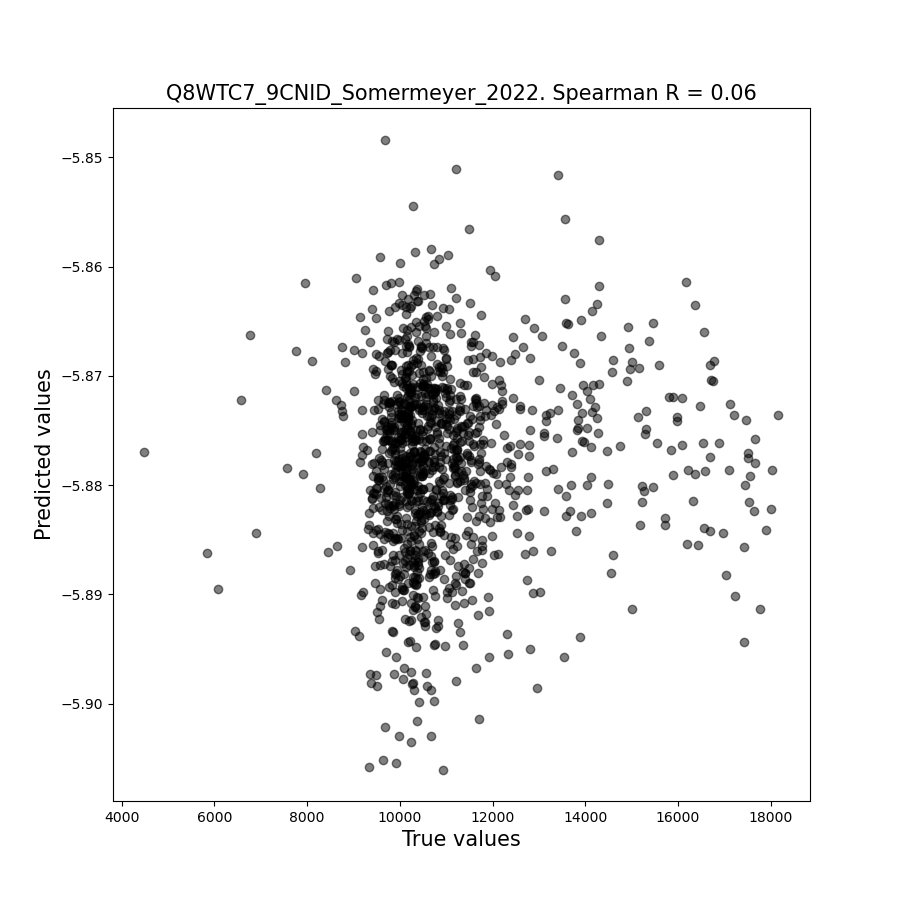 Q8WTC7_9CNID_Somermeyer_2022. Spearman R = 0.06
Predicted values
−5.85
−5.86
−5.87
−5.88
−5.89
−5.90
4000 6000 8000 10000 12000 14000 16000 18000
True values